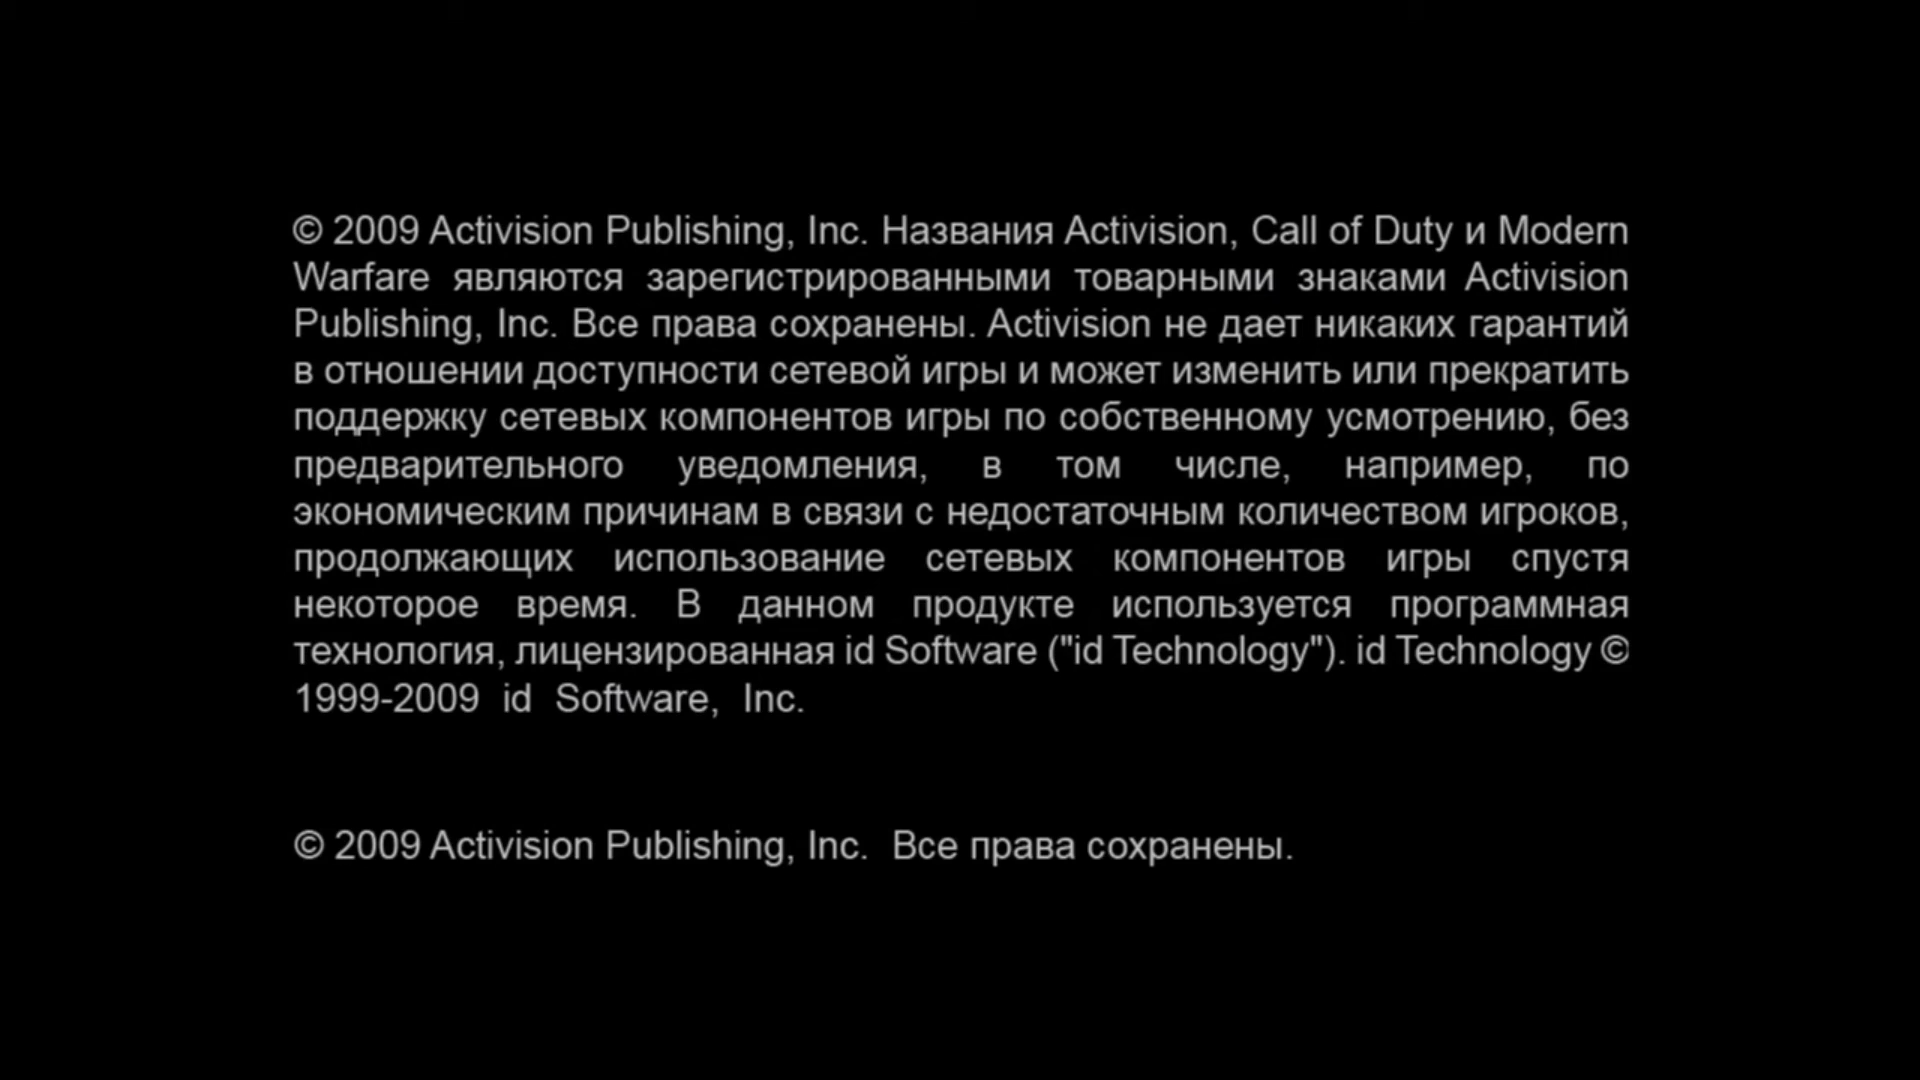 © 2009 Activision Publishing, Inc. Названия Activision, Call of Duty и Modern
Warfare являются зарегистрированными товарными знаками Activision
Publishing, Inc. Все права сохранены. Activision не дает никаких гарантий
в отношении доступности сетевой игры и может изменить или прекратить
поддержку сетевых компонентов игры по собственному усмотрению, без
предварительного уведомления, в том числе, например, по
экономическим причинам в связи с недостаточным количеством игроков,
продолжающих использование сетевых компонентов игры спустя
некоторое время. В данном продукте используется программная
технология, лицензированная id Software ("id Technology"). id Technology ©
1999-2009 id Software, Inc.
© 2009 Activision Publishing, Inc. Все права сохранены.